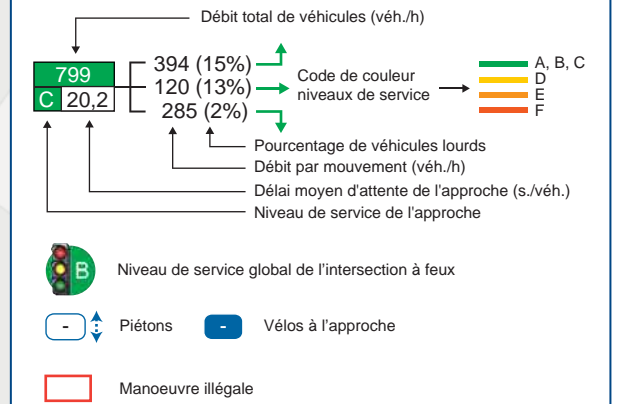 Débit total de véhicules (véh./h)
799
C 20,2
394 (15%)
120 (13%)
285 (2%)
Code de couleur
niveaux de service
A, B, C
D
E
F
Pourcentage de véhicules lourds
Débit par mouvement (véh./h)
Délai moyen d'attente de l'approche (s./véh.)
Niveau de service de l'approche
B
Niveau de service global de l'intersection à feux
- Piétons
- Vélos à l'approche
Manoeuvre illégale